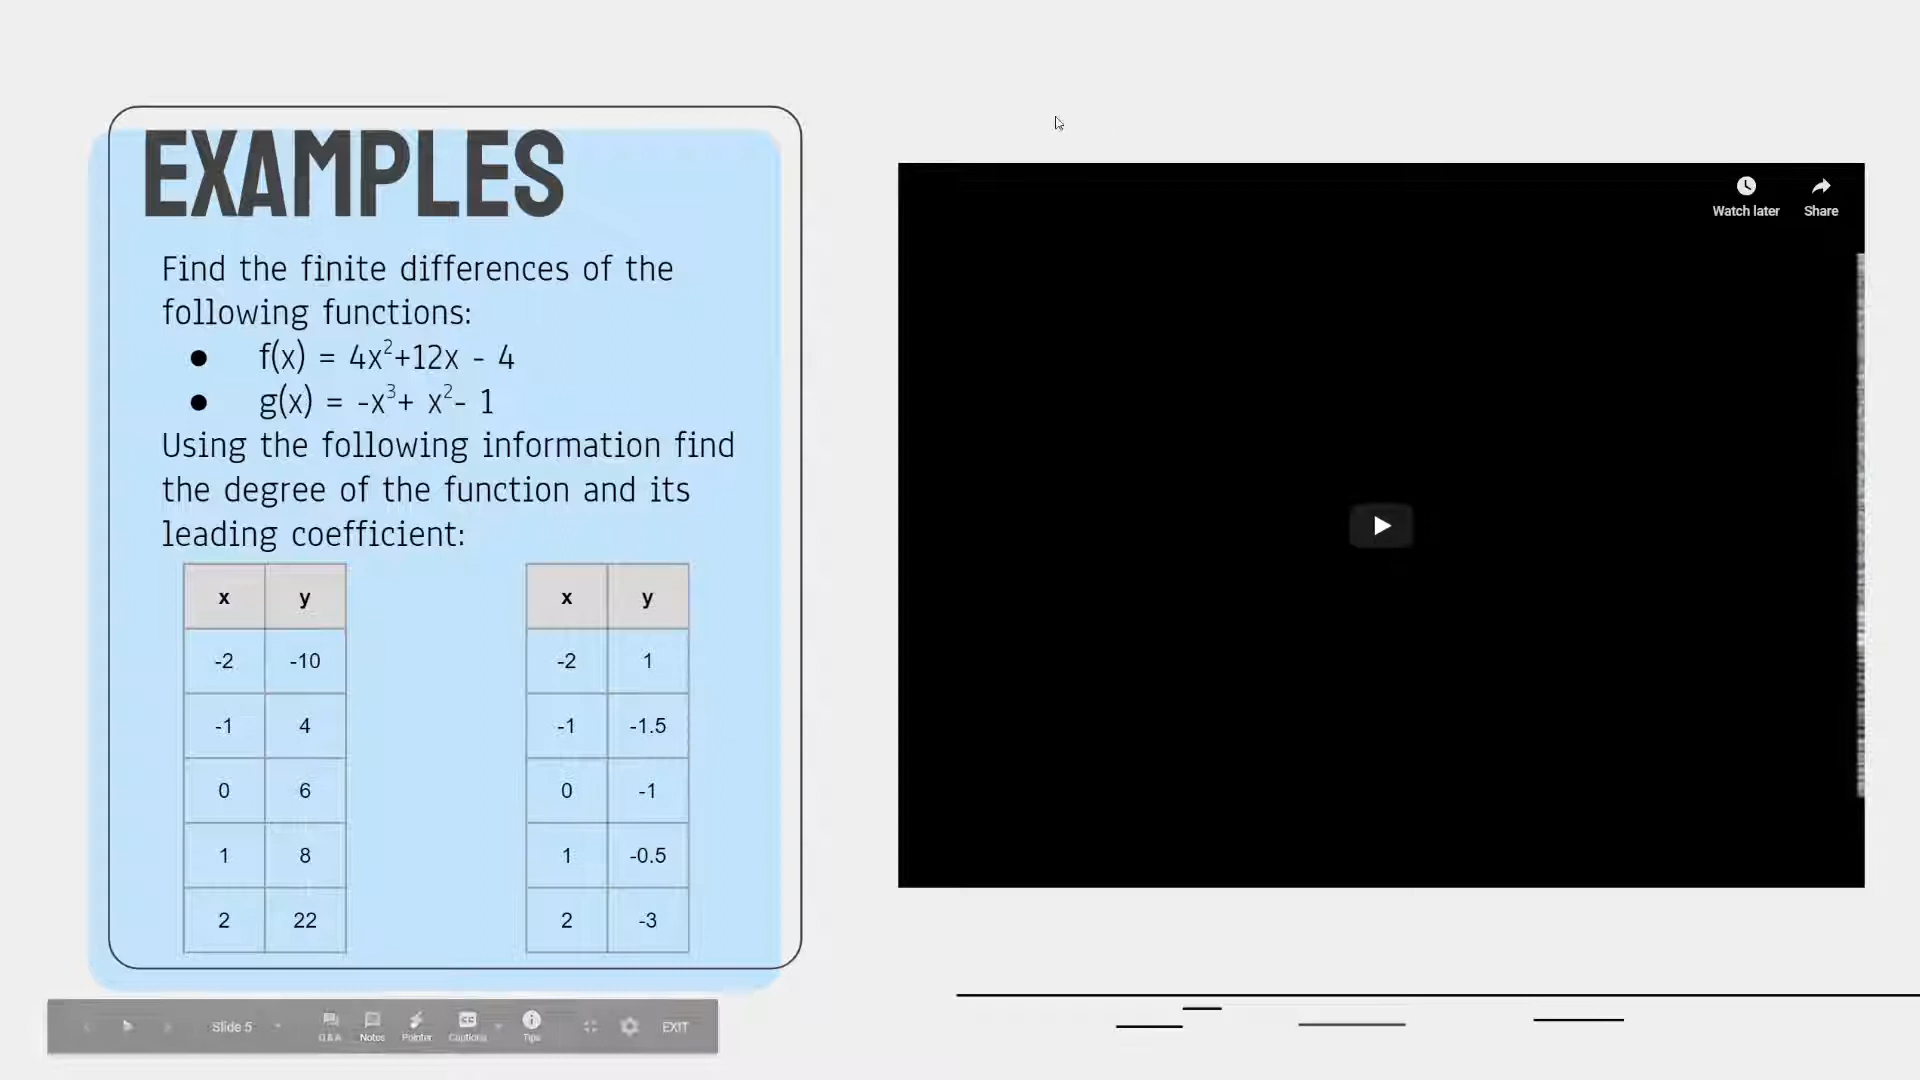 EXAMPLES
Find the finite differences of the
following functions:
● f(x) = 4x²+12x - 4
● g(x) = -x³+ x²- 1
Using the following information find
the degree of the function and its
leading coefficient:
x y
-2 -10
-1 4
0 6
1 8
2 22
x y
-2 1
-1 -1.5
0 -1
1 -0.5
2 -3
Watch later Share
Slide 5 Q&A Notes Pointer Captions Tips EXIT